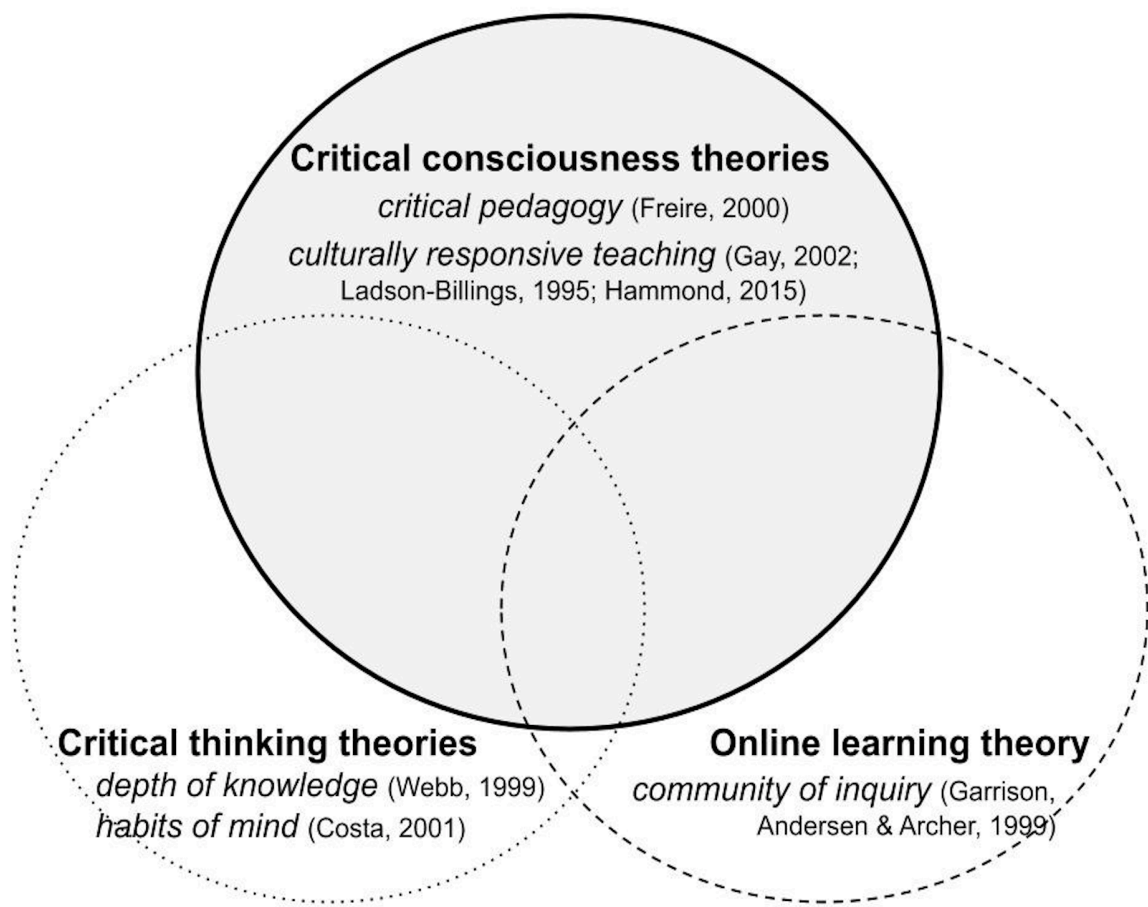 Critical consciousness theories
critical pedagogy (Freire, 2000)
culturally responsive teaching (Gay, 2002;
Ladson-Billings, 1995; Hammond, 2015)
Critical thinking theories
depth of knowledge (Webb, 1999)
habits of mind (Costa, 2001)
Online learning theory
community of inquiry (Garrison,
Andersen & Archer, 1999)